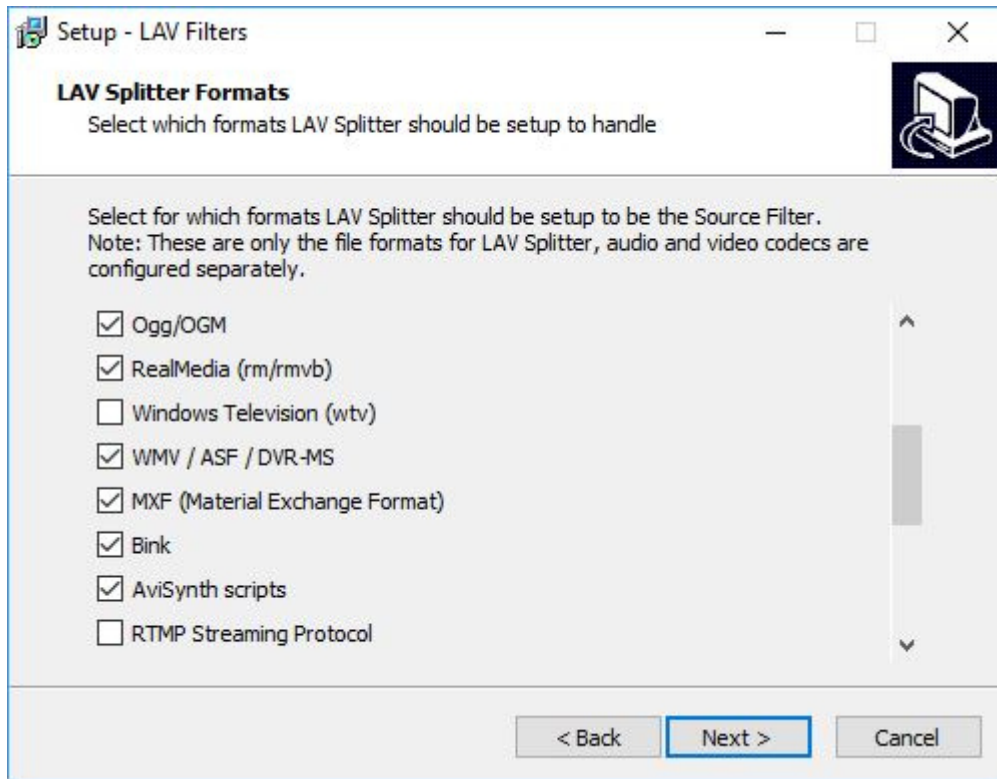 Setup - LAV Filters
LAV Splitter Formats
Select which formats LAV Splitter should be setup to handle
Select for which formats LAV Splitter should be setup to be the Source Filter.
Note: These are only the file formats for LAV Splitter, audio and video codecs are
configured separately.
Ogg/OGM
RealMedia (rm/rmvb)
Windows Television (wtv)
WMV / ASF / DVR-MS
MXF (Material Exchange Format)
Bink
AviSynth scripts
RTMP Streaming Protocol
< Back Next > Cancel